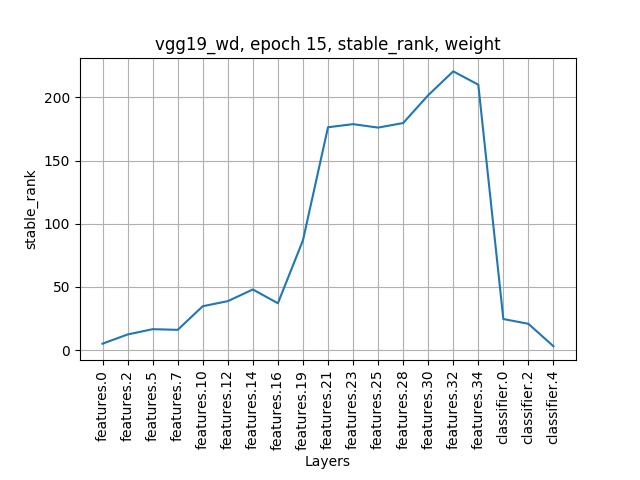 vgg19_wd, epoch 15, stable_rank, weight
stable_rank
200
150
100
50
0
features.0
features.2
features.5
features.7
features.10
features.12
features.14
features.16
features.19
features.21
features.23
features.25
features.28
features.30
features.32
features.34
classifier.0
classifier.2
classifier.4
Layers